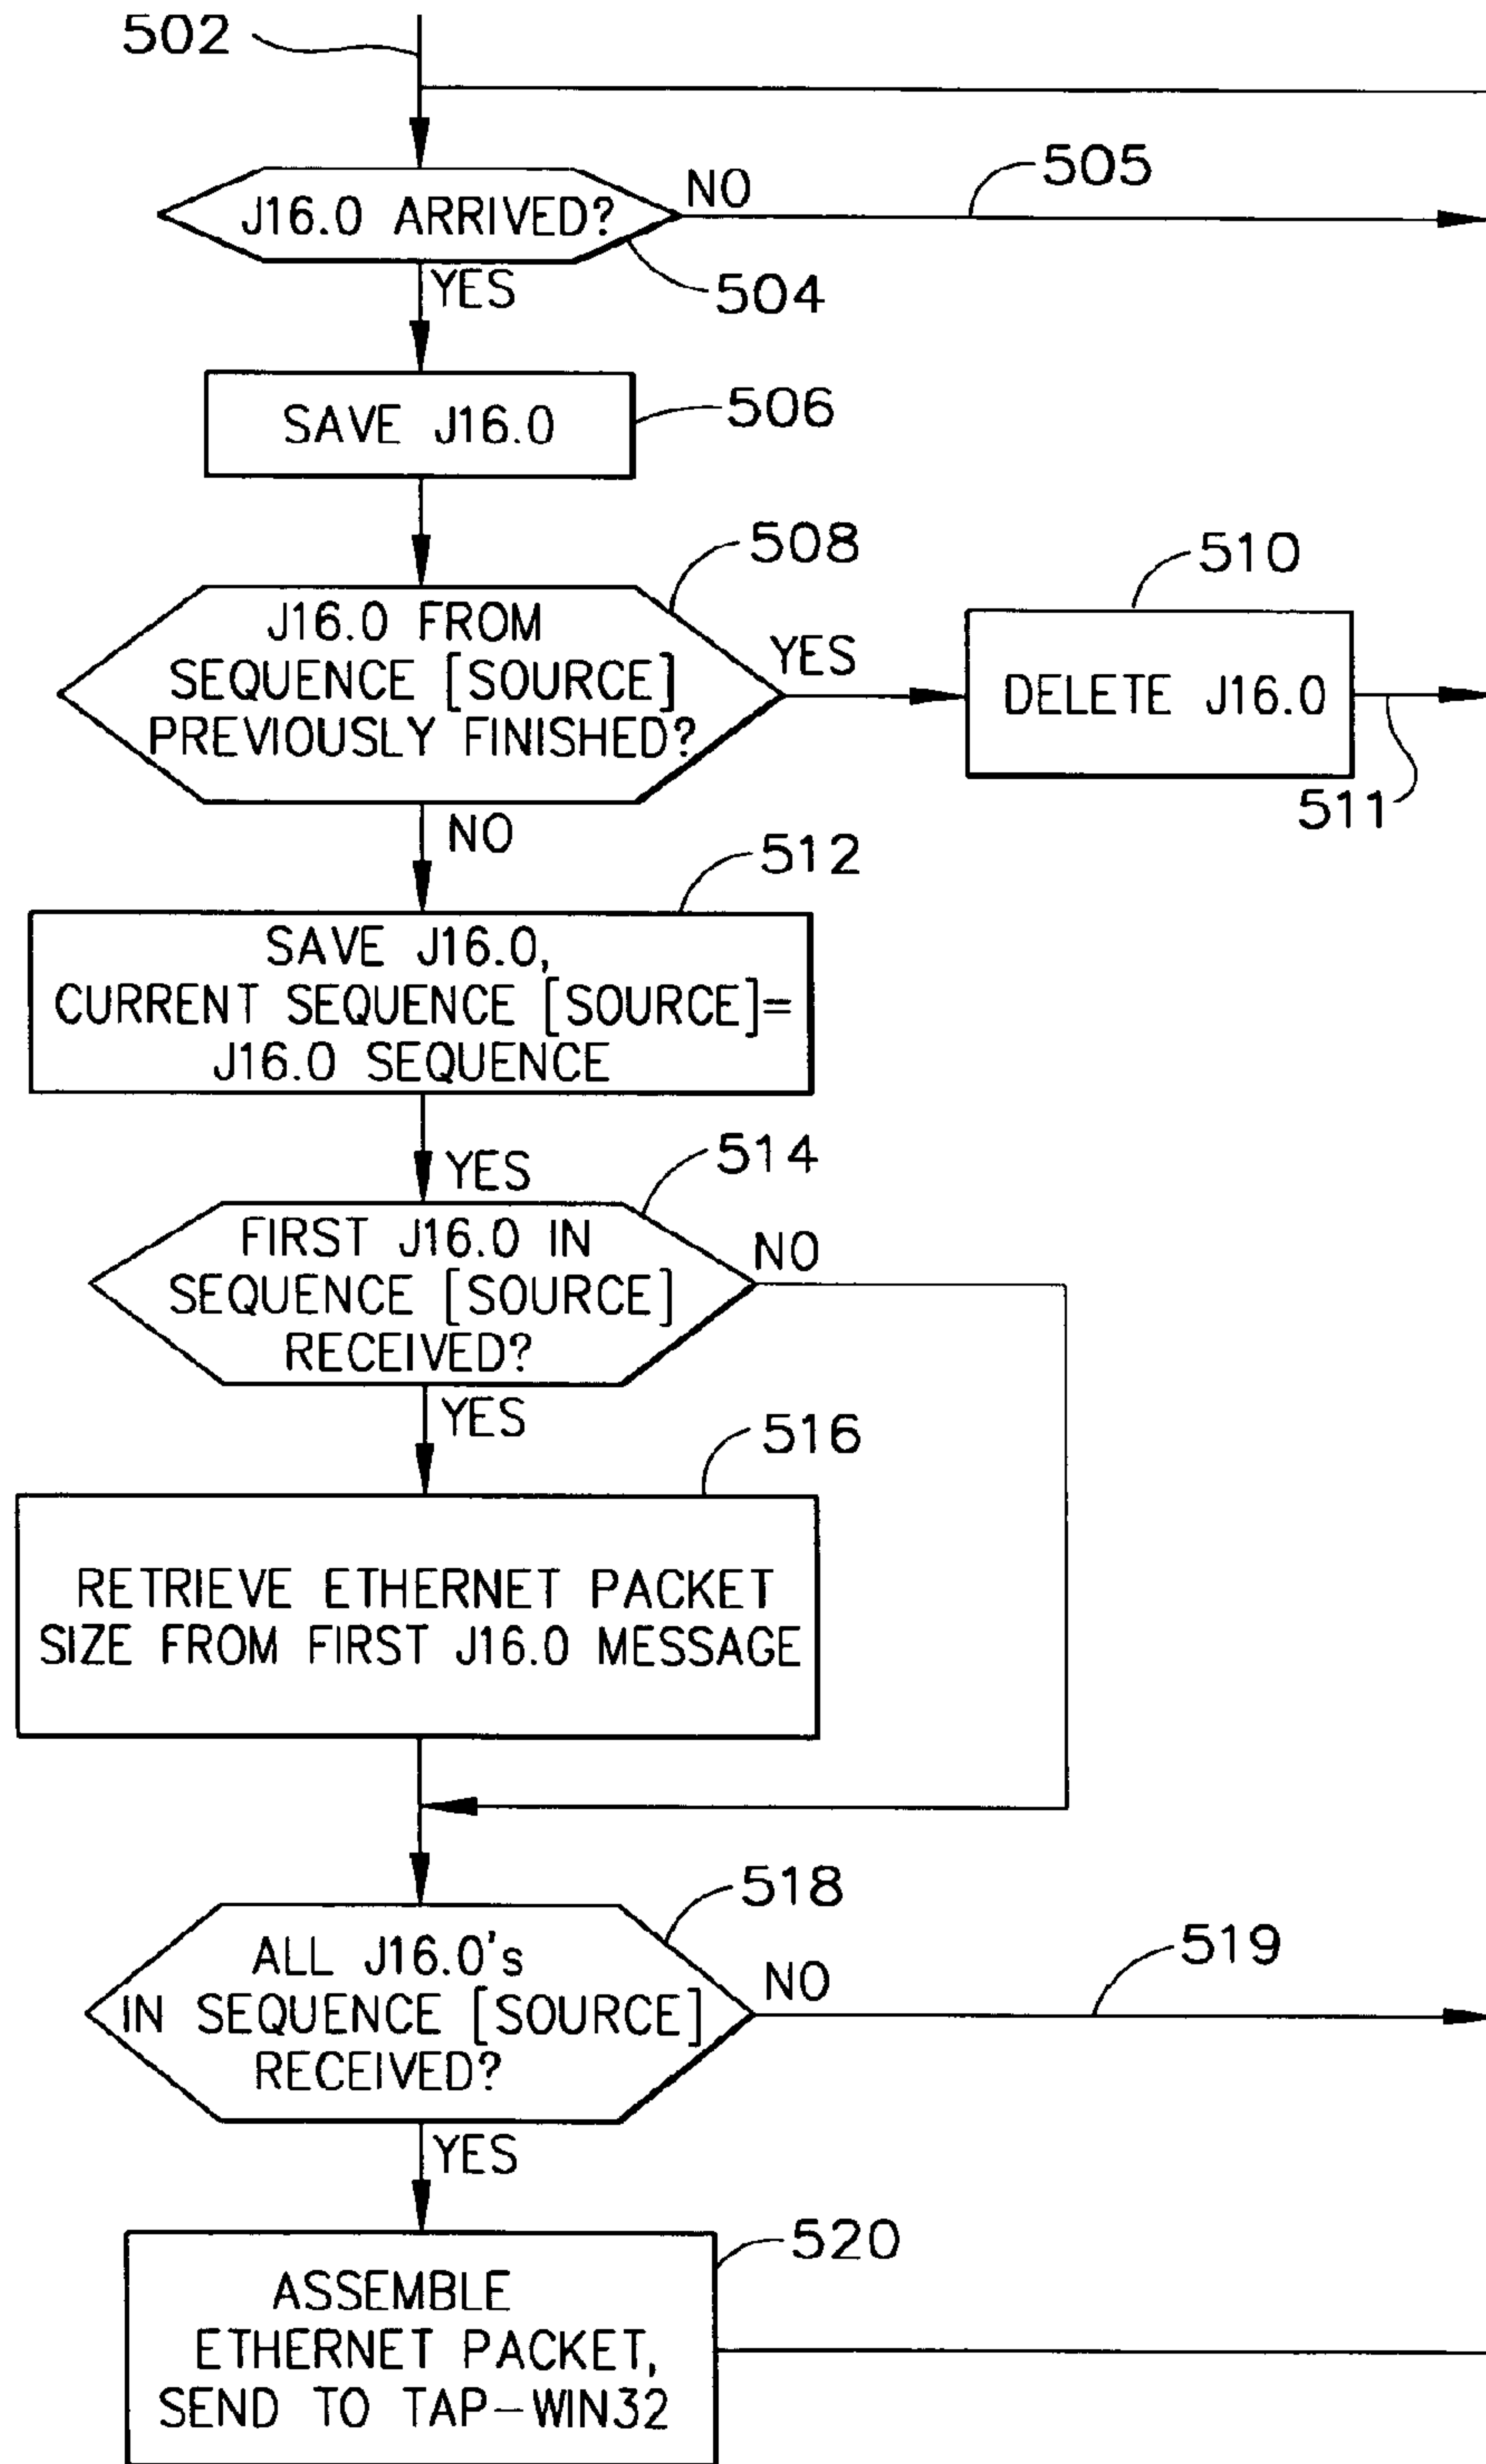 502
J16.0 ARRIVED?
NO
505
504
YES
SAVE J16.0
506
508
J16.0 FROM
SEQUENCE [SOURCE]
PREVIOUSLY FINISHED?
YES
510
DELETE J16.0
511
NO
512
SAVE J16.0,
CURRENT SEQUENCE [SOURCE]=
J16.0 SEQUENCE
YES
514
FIRST J16.0 IN
SEQUENCE [SOURCE]
RECEIVED?
NO
YES
516
RETRIEVE ETHERNET PACKET
SIZE FROM FIRST J16.0 MESSAGE
518
ALL J16.0's
IN SEQUENCE [SOURCE]
RECEIVED?
NO
519
YES
520
ASSEMBLE
ETHERNET PACKET,
SEND TO TAP-WIN32